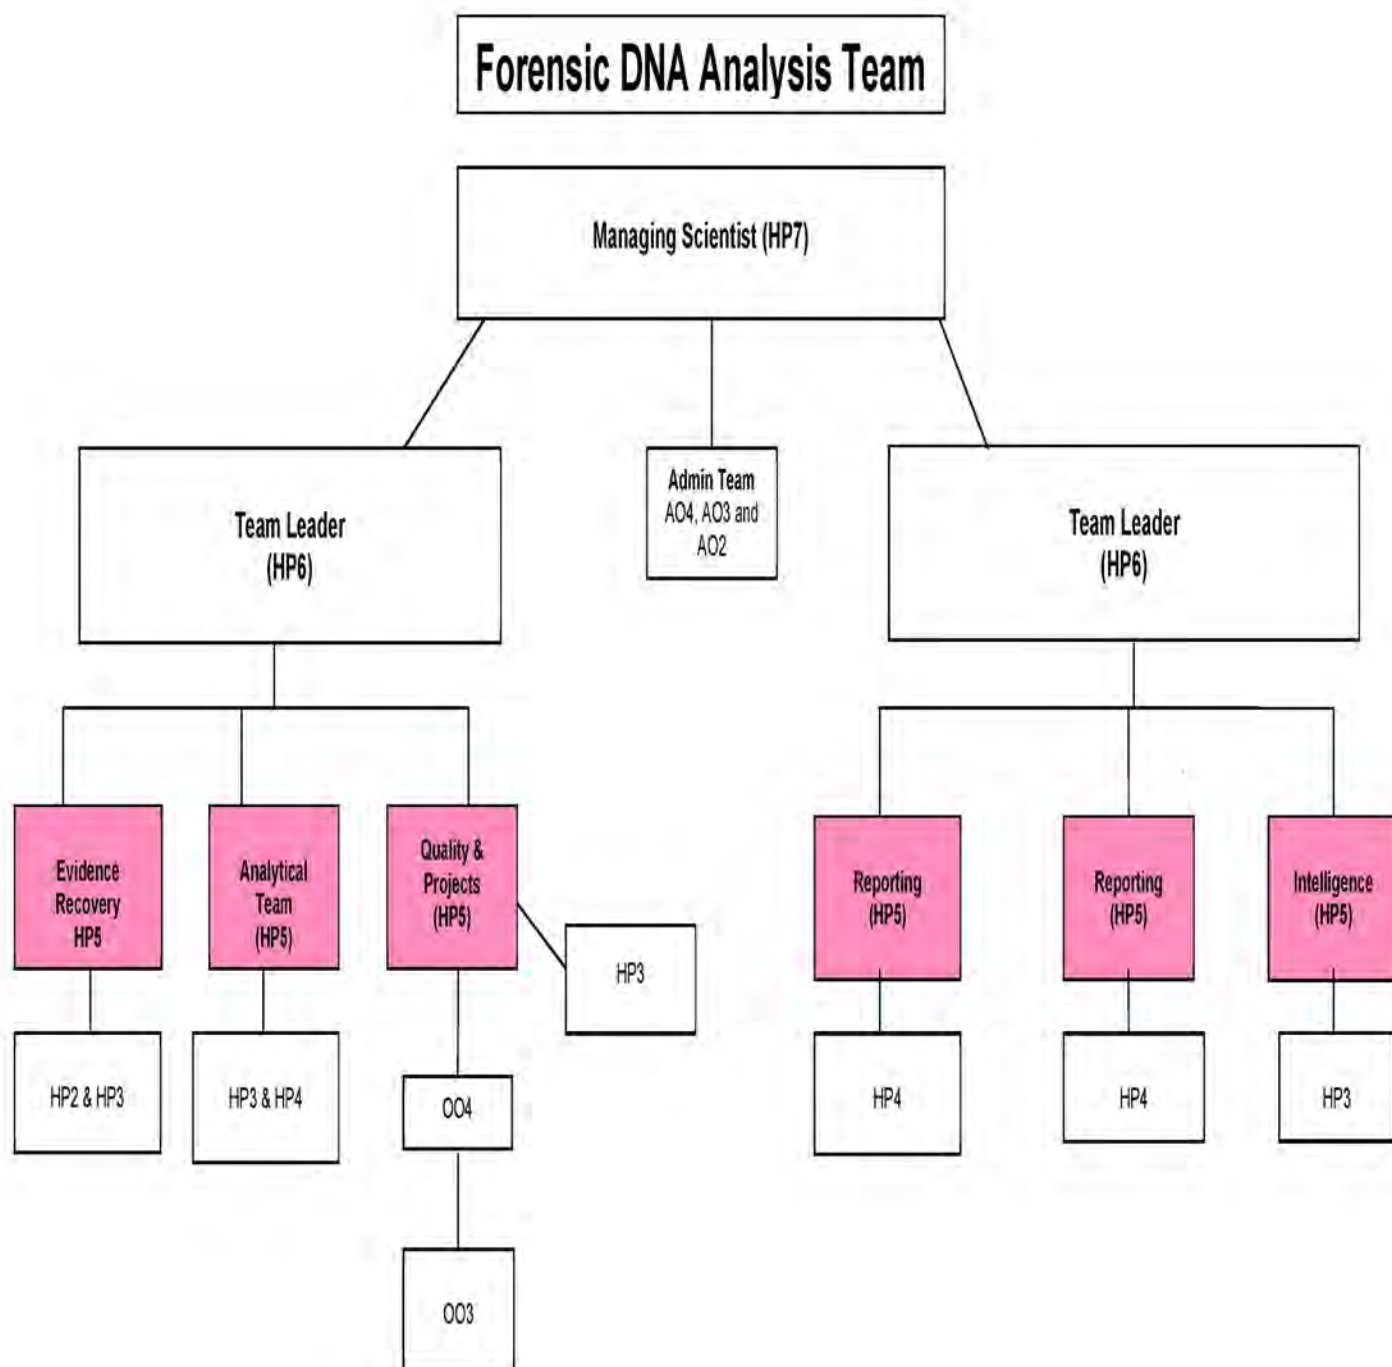 Forensic DNA Analysis Team
Managing Scientist (HP7)
Team Leader
(HP6)
Admin Team
AO4, AO3 and
AO2
Team Leader
(HP6)
Evidence
Recovery
HP5
Analytical
Team
(HP5)
Quality &
Projects
(HP5)
Reporting
(HP5)
Reporting
(HP5)
Intelligence
(HP5)
HP3
HP2 & HP3
HP3 & HP4
OO4
HP4
HP4
HP3
OO3